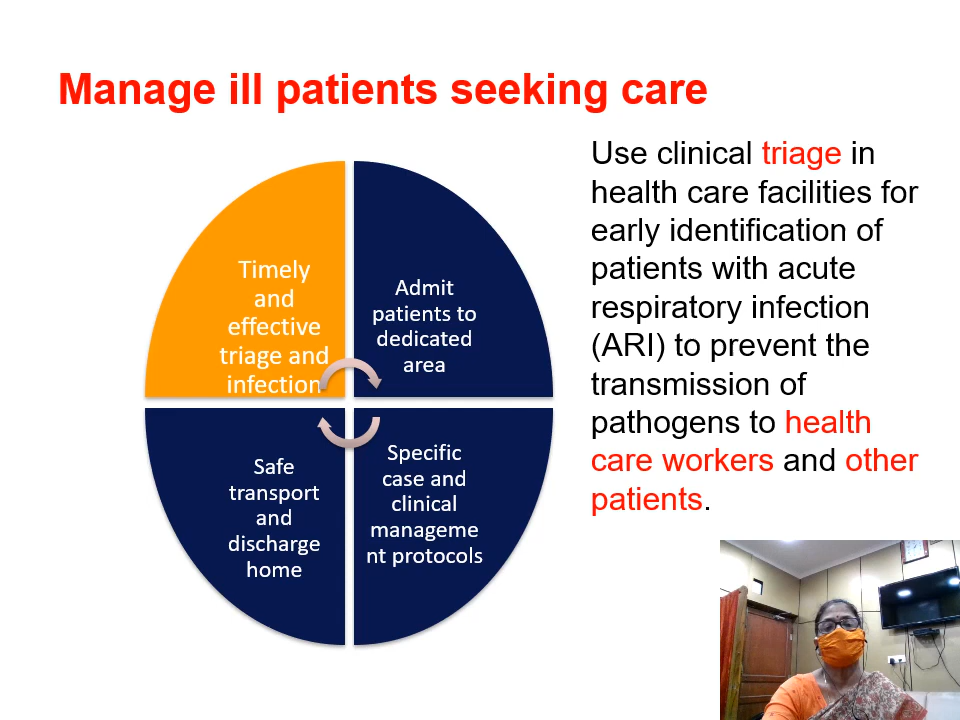 Manage ill patients seeking care
Timely
and
effective
triage and
infection
Admit
patients to
dedicated
area
Safe
transport
and
discharge
home
Specific
case and
clinical
manageme
nt protocols
Use clinical triage in
health care facilities for
early identification of
patients with acute
respiratory infection
(ARI) to prevent the
transmission of
pathogens to health
care workers and other
patients.